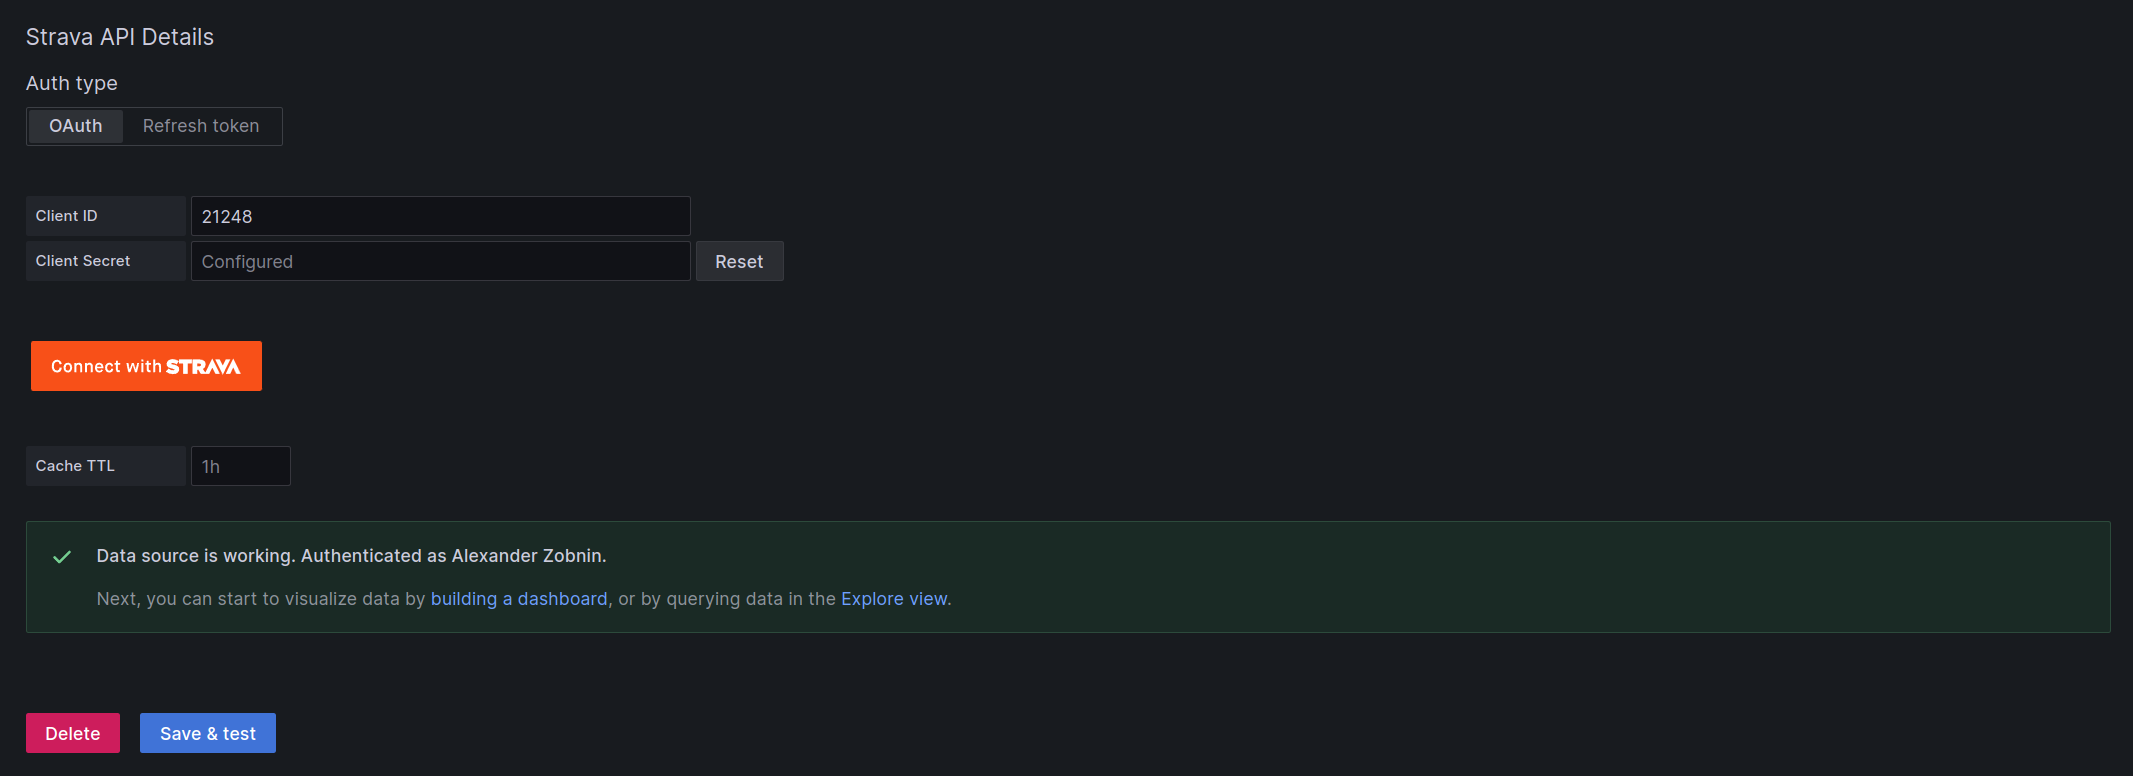 Strava API Details
Auth type
OAuth Refresh token
Client ID 21248
Client Secret Configured Reset
Connect with STRAVA
Cache TTL 1h
Data source is working. Authenticated as Alexander Zobnin.
Next, you can start to visualize data by building a dashboard, or by querying data in the Explore view.
Delete Save & test